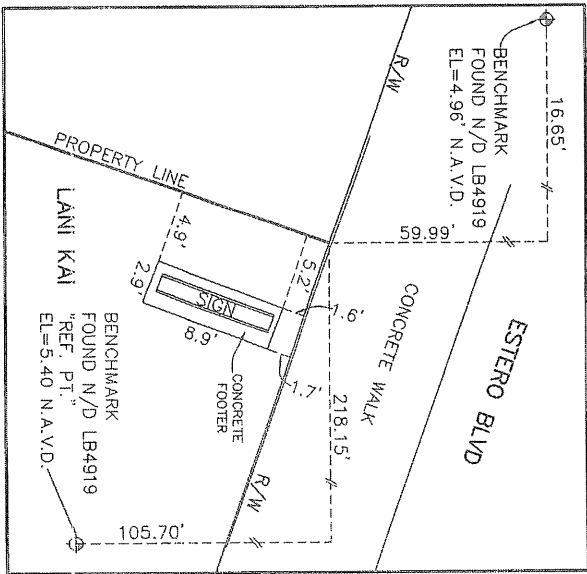 16.65'
BENCHMARK
FOUND N/D LB4919
EL=4.96' N.A.V.D.
R/W
59.99'
ESTERO BLVD
CONCRETE WALK
PROPERTY LINE
4.9'
5.2'
1.6'
SIGN
2.9'
8.9'
CONCRETE
FOOTER
1.7'
218.15'
LANI KAI
BENCHMARK
FOUND N/D LB4919
"REF. PT."
EL=5.40 N.A.V.D.
R/W
105.70'